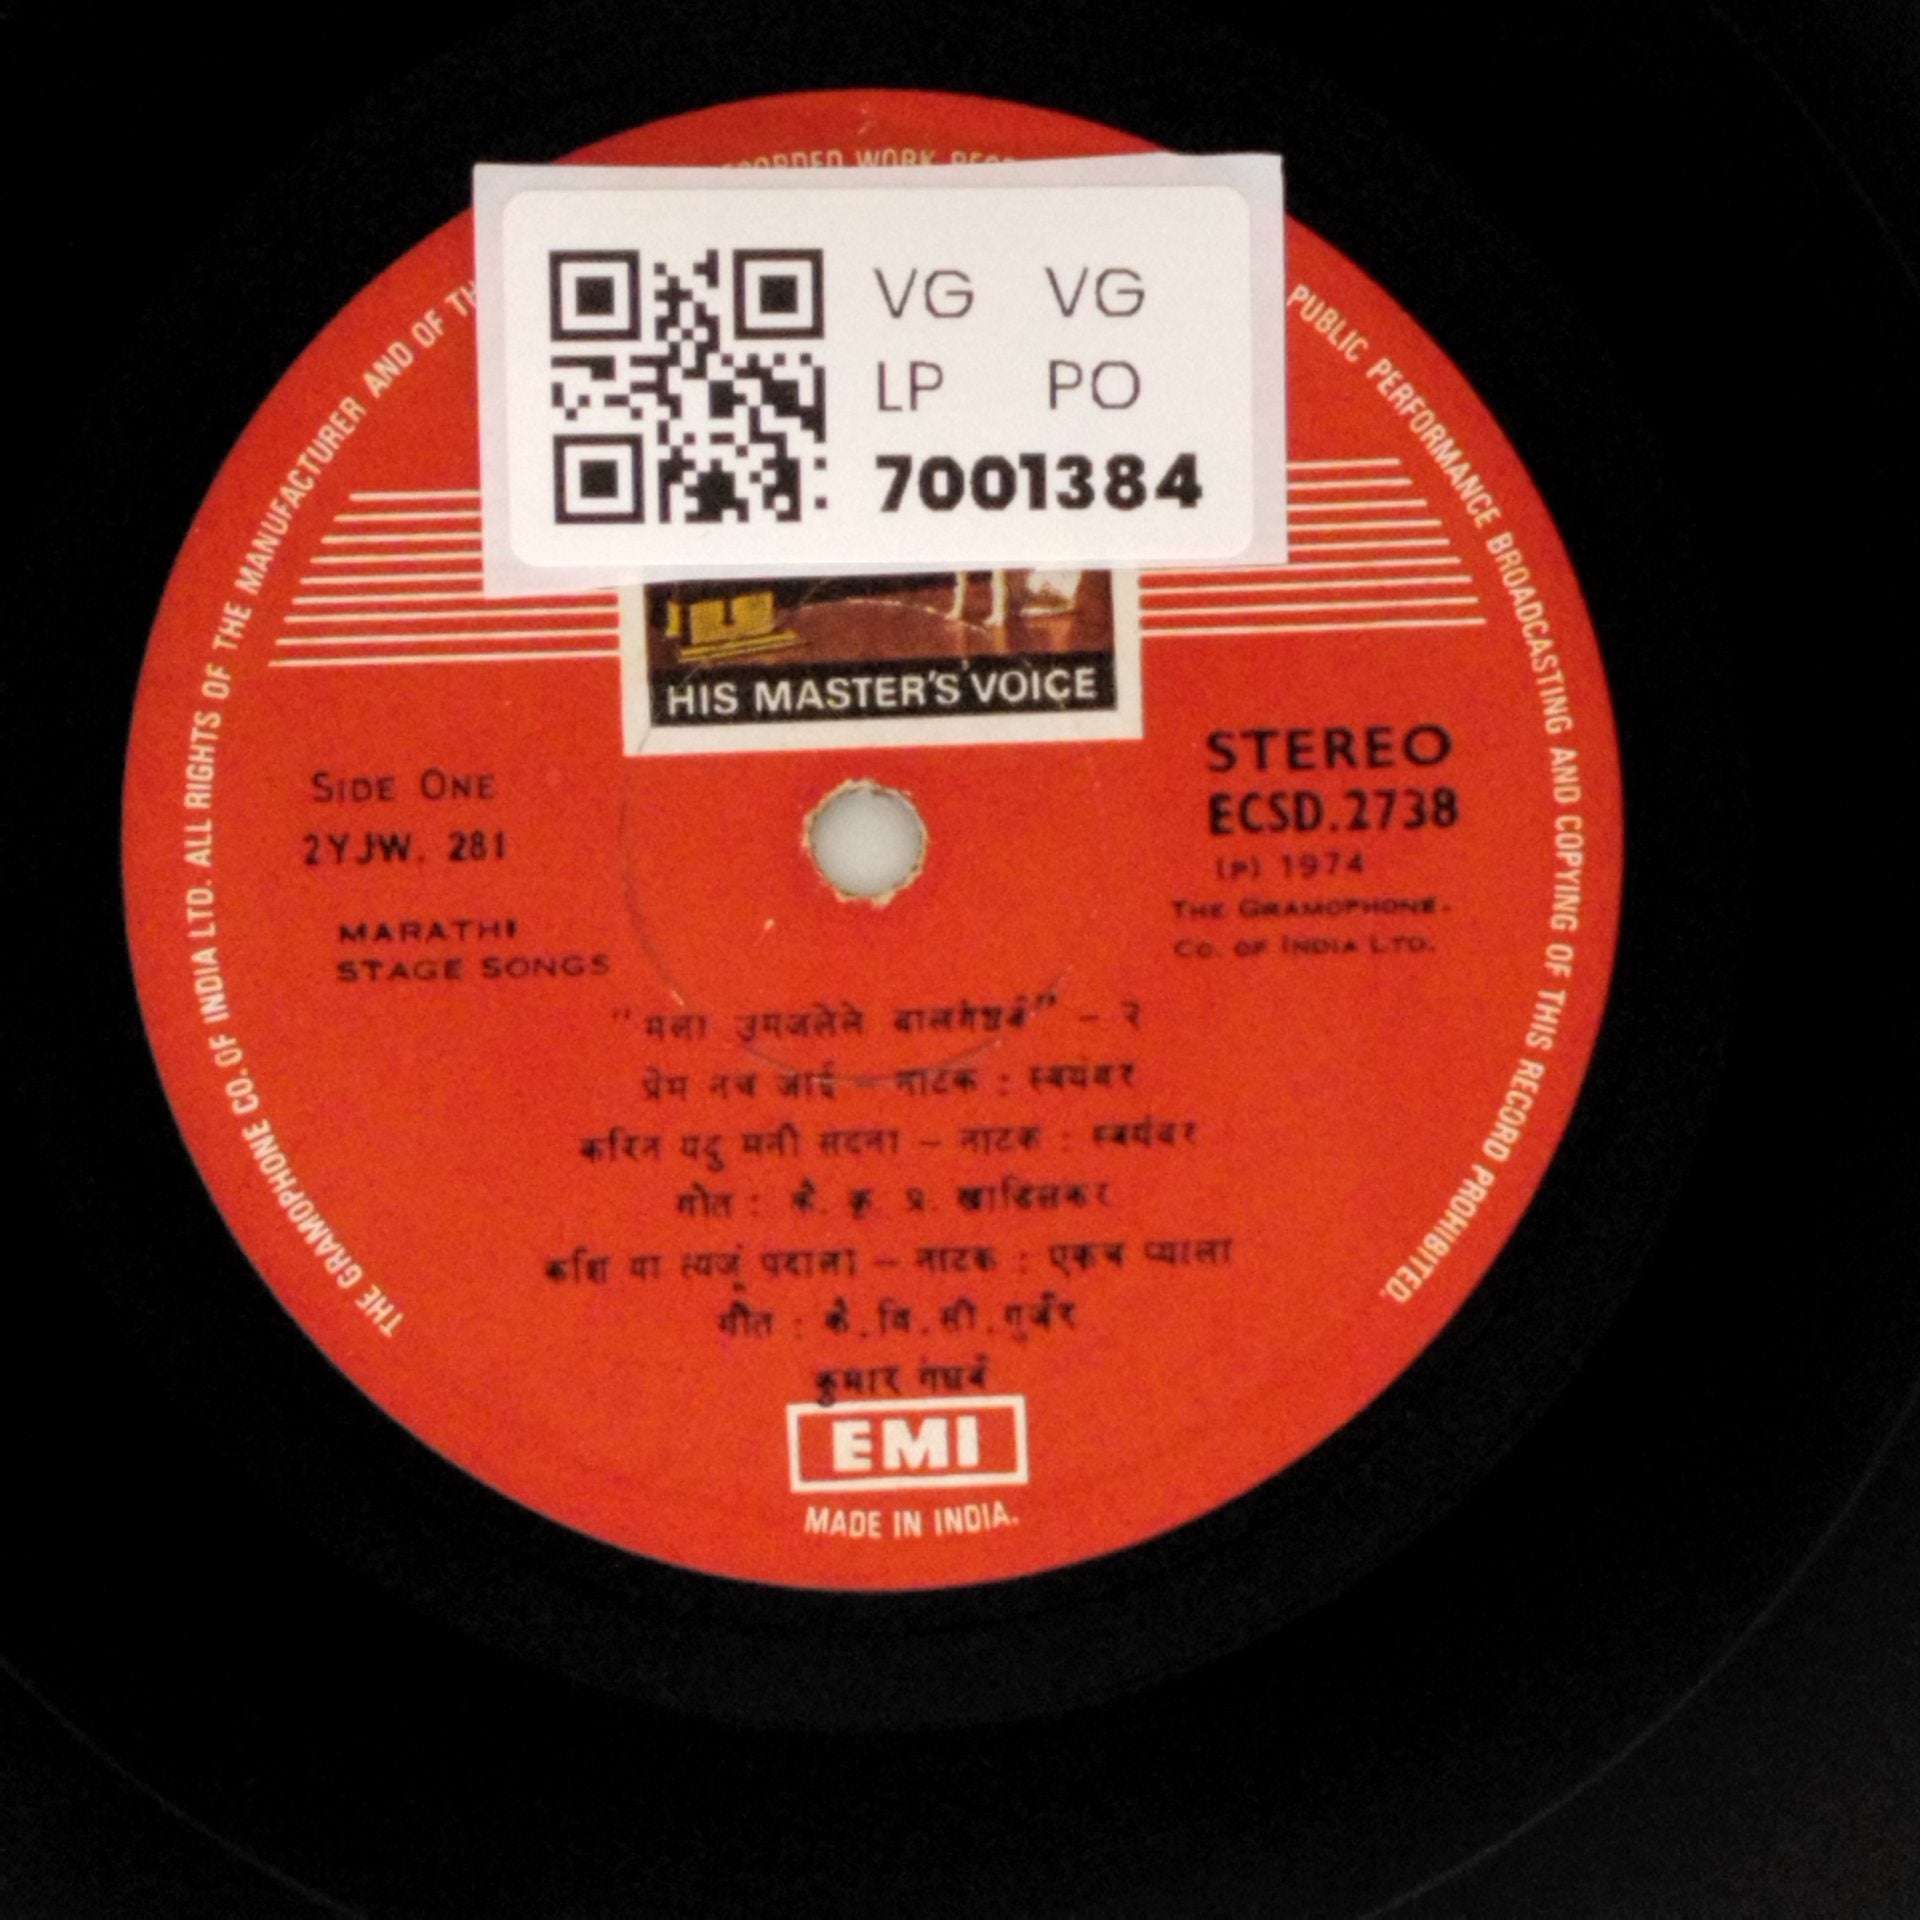 THE GRAMOPHONE CO. OF INDIA LTD. ALL RIGHTS OF THE MANUFACTURER AND OF
WORK
PUBLIC PERFORMANCE BROADCASTING AND COPYING OF THIS RECORD PROHIBITED.
VG VG
LP PO
7001384
HIS MASTER'S VOICE
SIDE ONE
2YJW. 281
MARATHI
STAGE SONGS
STEREO
ECSD.2738
(P) 1974
THE GRAMOPHONE.
CO. OF INDIA LTD.
"मला उमजलेले बालगंधर्व" - २
प्रेम नच जाई - नाटक : स्वयंवर
करिन यदु मनी सदना - नाटक : स्वयंवर
गीत : कै. कृ. प्र. खाडिलकर
कशि या त्यजूं पदाला - नाटक : एकच प्याला
गीत : कै. वि. सी. गुर्जर
कुमार गंधर्व
EMI
MADE IN INDIA.